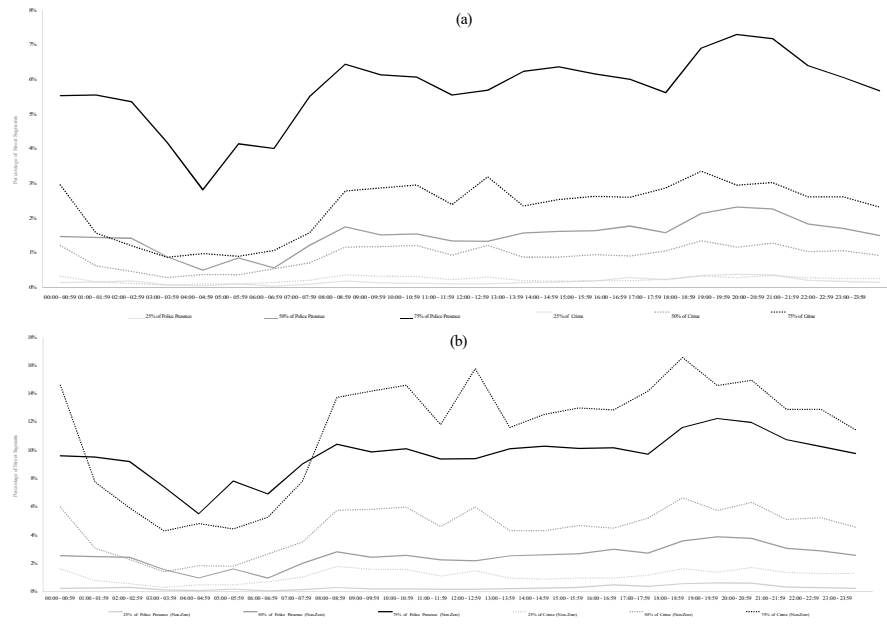 (a)
8%
7%
6%
5%
4%
3%
2%
1%
0%
Percentage of Street Segments
00:00 - 00:59 01:00 - 01:59 02:00 - 02:59 03:00 - 03:59 04:00 - 04:59 05:00 - 05:59 06:00 - 06:59 07:00 - 07:59 08:00 - 08:59 09:00 - 09:59 10:00 - 10:59 11:00 - 11:59 12:00 - 12:59 13:00 - 13:59 14:00 - 14:59 15:00 - 15:59 16:00 - 16:59 17:00 - 17:59 18:00 - 18:59 19:00 - 19:59 20:00 - 20:59 21:00 - 21:59 22:00 - 22:59 23:00 - 23:59
25% of Police Presence 50% of Police Presence 75% of Police Presence 25% of Crime 50% of Crime 75% of Crime
(b)
18%
16%
14%
12%
10%
8%
6%
4%
2%
0%
Percentage of Street Segments
00:00 - 00:59 01:00 - 01:59 02:00 - 02:59 03:00 - 03:59 04:00 - 04:59 05:00 - 05:59 06:00 - 06:59 07:00 - 07:59 08:00 - 08:59 09:00 - 09:59 10:00 - 10:59 11:00 - 11:59 12:00 - 12:59 13:00 - 13:59 14:00 - 14:59 15:00 - 15:59 16:00 - 16:59 17:00 - 17:59 18:00 - 18:59 19:00 - 19:59 20:00 - 20:59 21:00 - 21:59 22:00 - 22:59 23:00 - 23:59
25% of Police Presence (Non-Zero) 50% of Police Presence (Non-Zero) 75% of Police Presence (Non-Zero) 25% of Crime (Non-Zero) 50% of Crime (Non-Zero) 75% of Crime (Non-Zero)